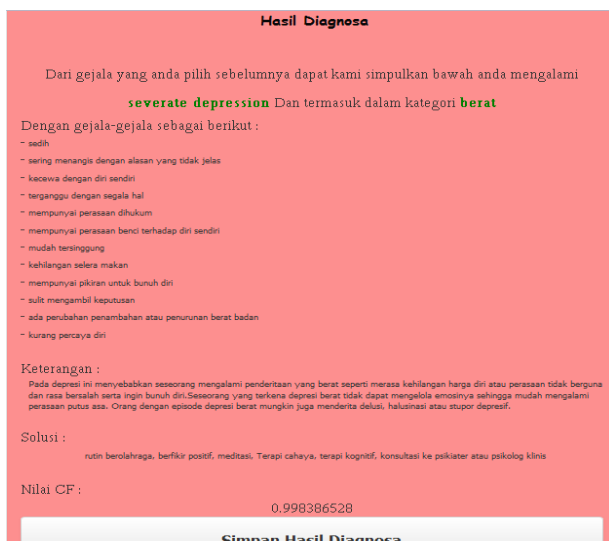 Hasil Diagnosa
Dari gejala yang anda pilih sebelumnya dapat kami simpulkan bawah anda mengalami
severate depression Dan termasuk dalam kategori berat
Dengan gejala-gejala sebagai berikut :
- sedih
- sering menangis dengan alasan yang tidak jelas
- kecewa dengan diri sendiri
- terganggu dengan segala hal
- mempunyai perasaan dihukum
- mempunyai perasaan benci terhadap diri sendiri
- mudah tersinggung
- kehilangan selera makan
- mempunyai pikiran untuk bunuh diri
- sulit mengambil keputusan
- ada perubahan penambahan atau penurunan berat badan
- kurang percaya diri
Keterangan :
Pada depresi ini menyebabkan seseorang mengalami penderitaan yang berat seperti merasa kehilangan harga diri atau perasaan tidak berguna
dan rasa bersalah serta ingin bunuh diri.Seseorang yang terkena depresi berat tidak dapat mengelola emosinya sehingga mudah mengalami
perasaan putus asa. Orang dengan episode depresi berat mungkin juga menderita delusi, halusinasi atau stupor depresif.
Solusi :
rutin berolahraga, berfikir positif, meditasi, Terapi cahaya, terapi kognitif, konsultasi ke psikiater atau psikolog klinis
Nilai CF :
0.998386528
Simpan Hasil Diagnosa